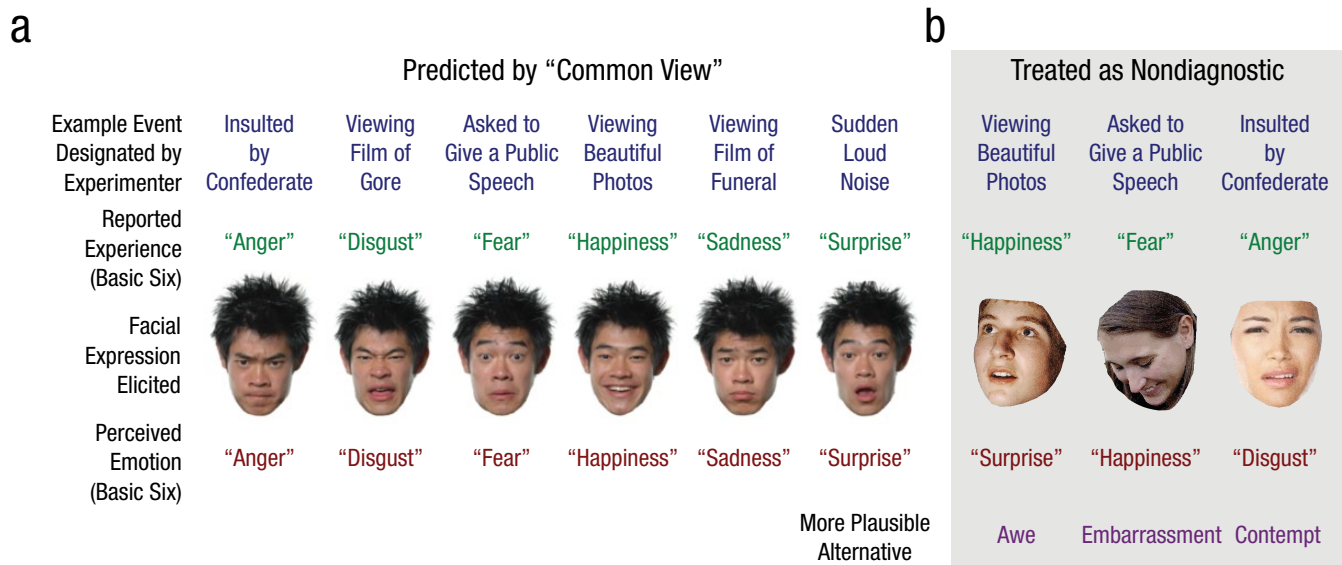 a
b
Predicted by “Common View”
Treated as Nondiagnostic
Example Event
Designated by
Experimenter
Insulted
by
Confederate
Viewing
Film of
Gore
Asked to
Give a Public
Speech
Viewing
Beautiful
Photos
Viewing
Film of
Funeral
Sudden
Loud
Noise
Viewing
Beautiful
Photos
Asked to
Give a Public
Speech
Insulted
by
Confederate
Reported
Experience
(Basic Six)
“Anger”
“Disgust”
“Fear”
“Happiness”
“Sadness”
“Surprise”
“Happiness”
“Fear”
“Anger”
Facial
Expression
Elicited
Perceived
Emotion
(Basic Six)
“Anger”
“Disgust”
“Fear”
“Happiness”
“Sadness”
“Surprise”
“Surprise”
“Happiness”
“Disgust”
More Plausible
Alternative
Awe
Embarrassment
Contempt